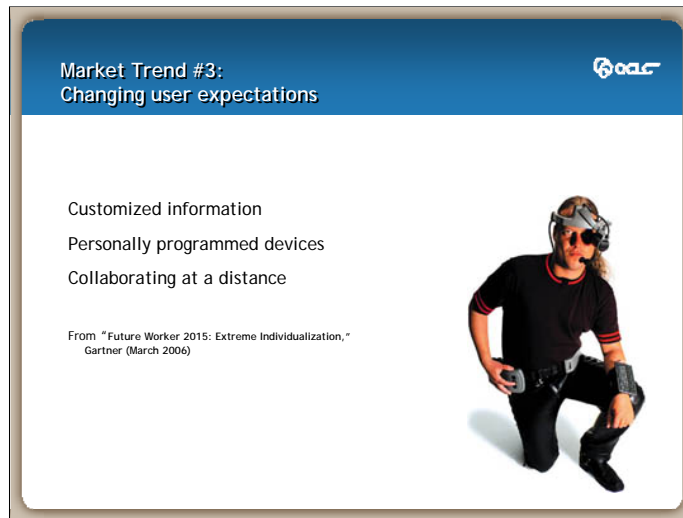 Market Trend #3:
Changing user expectations
OCLC
Customized information
Personally programmed devices
Collaborating at a distance
From “Future Worker 2015: Extreme Individualization,”
Gartner (March 2006)